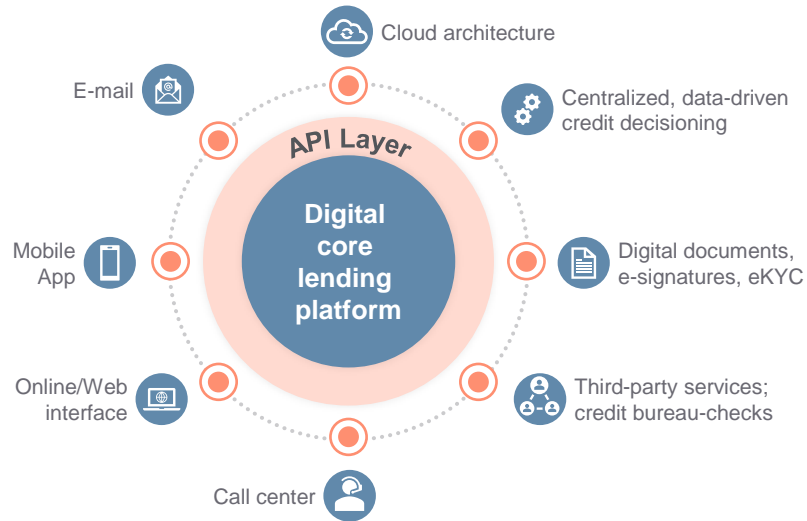 Cloud architecture
E-mail
Centralized, data-driven
credit decisioning
API Layer
Digital
core
lending
platform
Mobile
App
Digital documents,
e-signatures, eKYC
Online/Web
interface
Third-party services;
credit bureau-checks
Call center